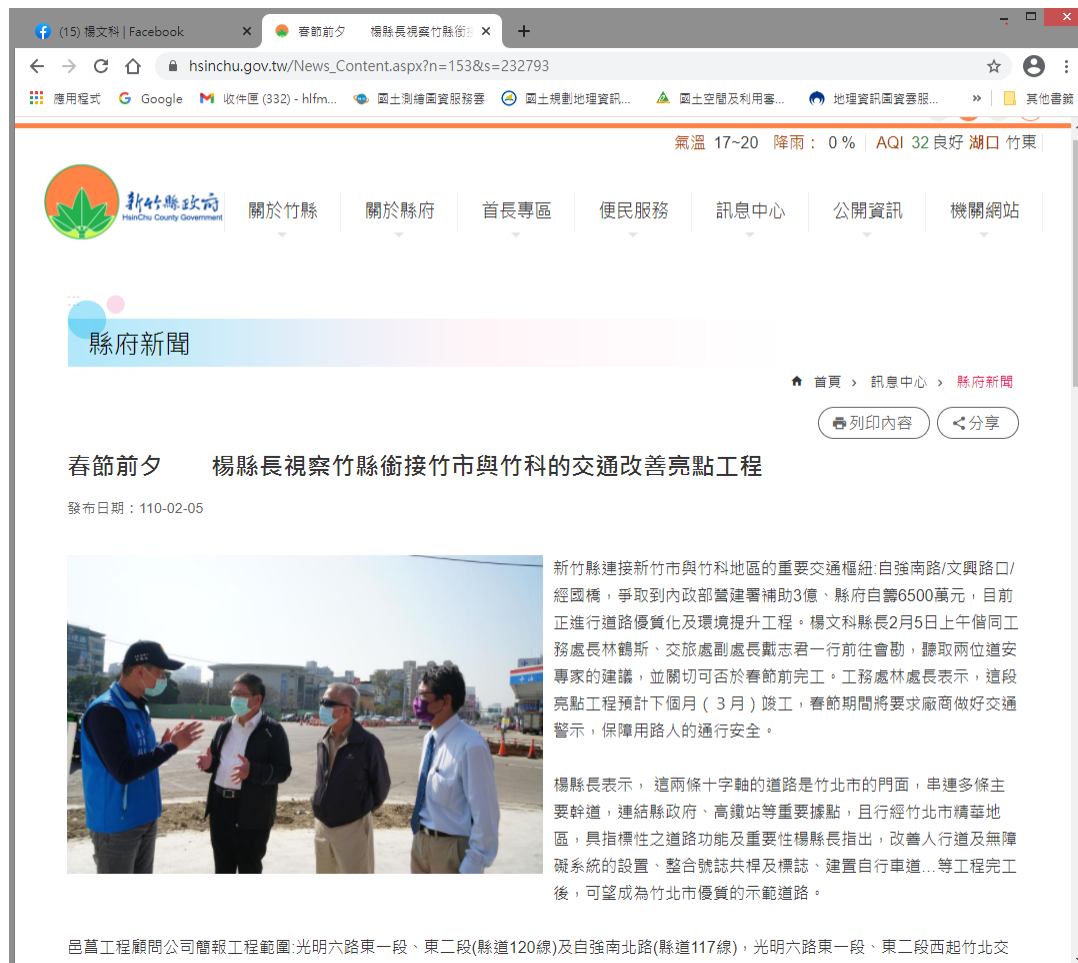 (15) 楊文科 | Facebook
春節前夕　　楊縣長視察竹縣銜
hsinchu.gov.tw/News_Content.aspx?n=153&s=232793
應用程式 Google 收件匣 (332) - hlfm... 國土測繪圖資服務雲 國土規劃地理資訊... 國土空間及利用審... 地理資訊圖資雲服... » 其他書籤
氣溫 17~20 降雨： 0 % AQI 32 良好 湖口 竹東
新竹縣政府
HsinChu County Government
關於竹縣 關於縣府 首長專區 便民服務 訊息中心 公開資訊 機關網站
:::
縣府新聞
首頁 › 訊息中心 › 縣府新聞
列印內容 分享
春節前夕　　楊縣長視察竹縣銜接竹市與竹科的交通改善亮點工程
發布日期：110-02-05
新竹縣連接新竹市與竹科地區的重要交通樞紐:自強南路/文興路口/
經國橋，爭取到內政部營建署補助3億、縣府自籌6500萬元，目前
正進行道路優質化及環境提升工程。楊文科縣長2月5日上午偕同工
務處長林鶴斯、交旅處副處長戴志君一行前往會勘，聽取兩位道安
專家的建議，並關切可否於春節前完工。工務處林處長表示，這段
亮點工程預計下個月（３月）竣工，春節期間將要求廠商做好交通
警示，保障用路人的通行安全。
楊縣長表示， 這兩條十字軸的道路是竹北市的門面，串連多條主
要幹道，連結縣政府、高鐵站等重要據點，且行經竹北市精華地
區，具指標性之道路功能及重要性楊縣長指出，改善人行道及無障
礙系統的設置、整合號誌共桿及標誌、建置自行車道...等工程完工
後，可望成為竹北市優質的示範道路。
邑菖工程顧問公司簡報工程範圍:光明六路東一段、東二段(縣道120線)及自強南北路(縣道117線)，光明六路東一段、東二段西起竹北交